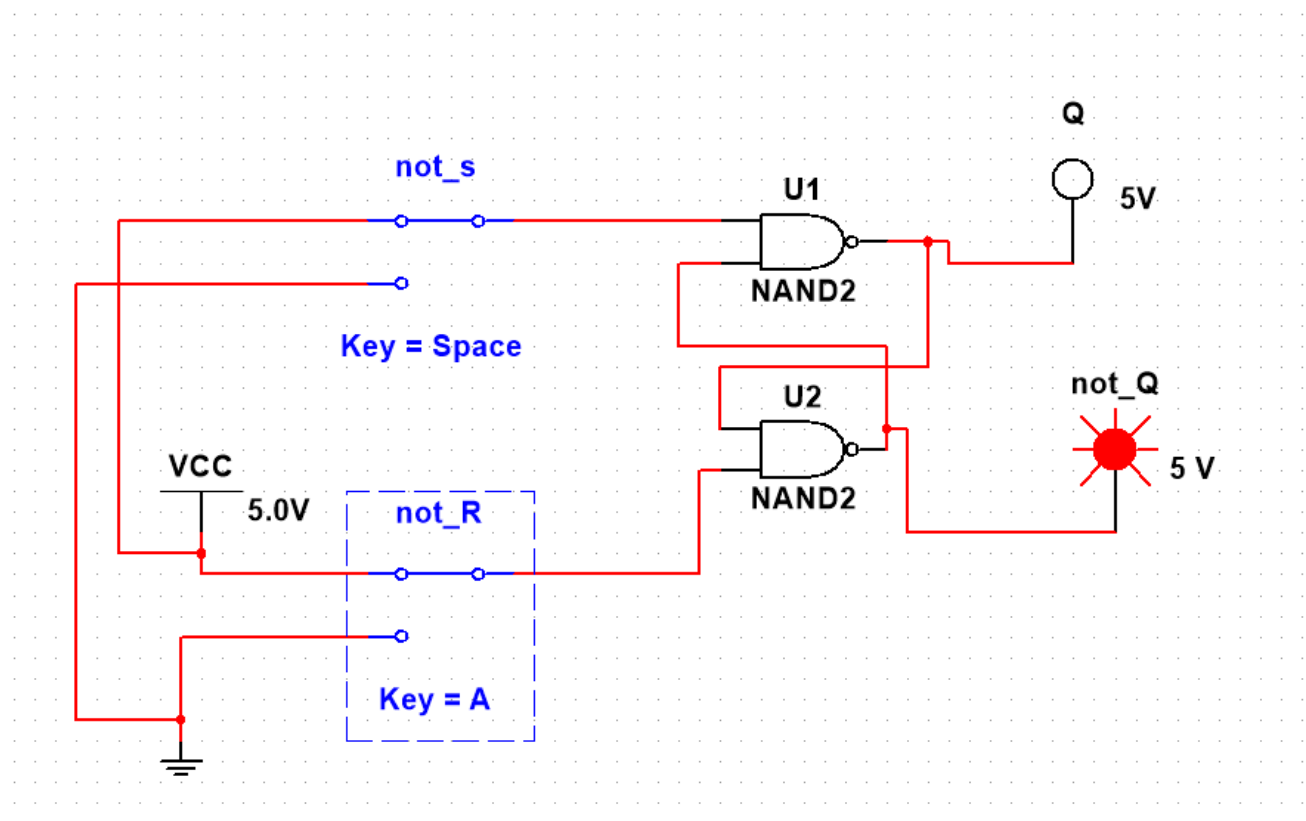 Q
not_s
U1
5V
NAND2
Key = Space
not_Q
U2
VCC
5 V
5.0V
not_R
NAND2
Key = A